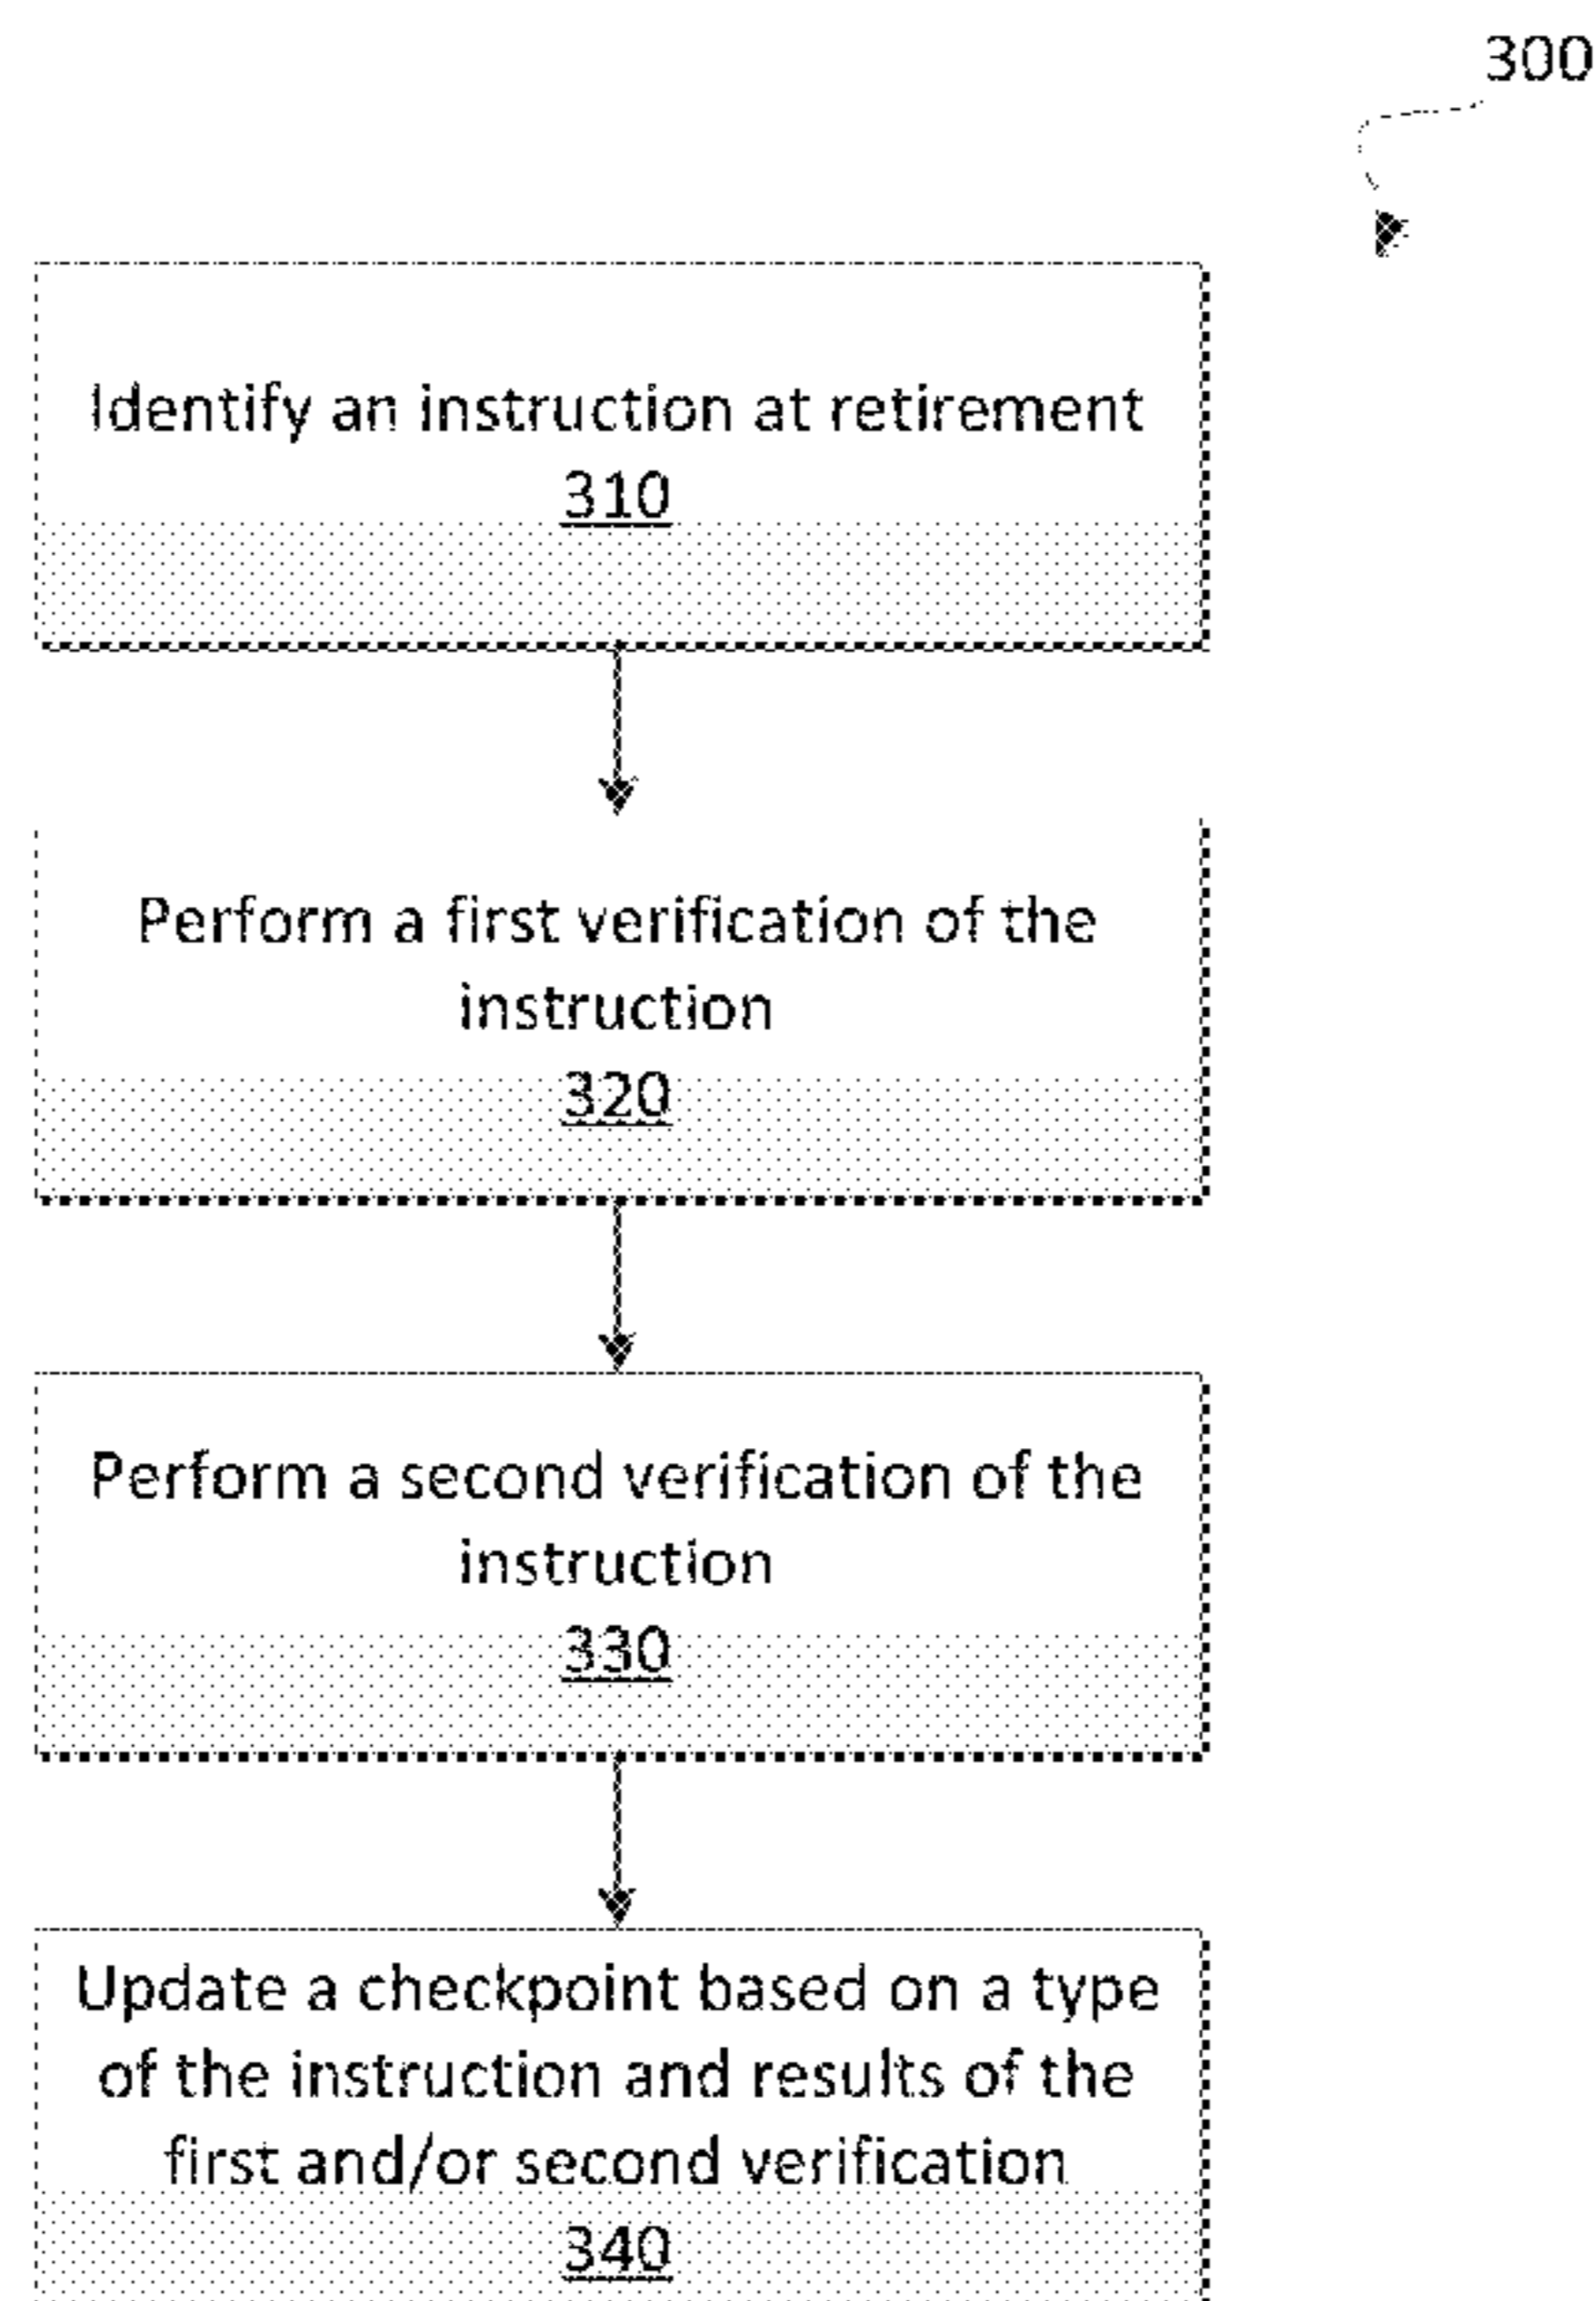 300
Identify an instruction at retirement
310
Perform a first verification of the
instruction
320
Perform a second verification of the
instruction
330
Update a checkpoint based on a type
of the instruction and results of the
first and/or second verification
340